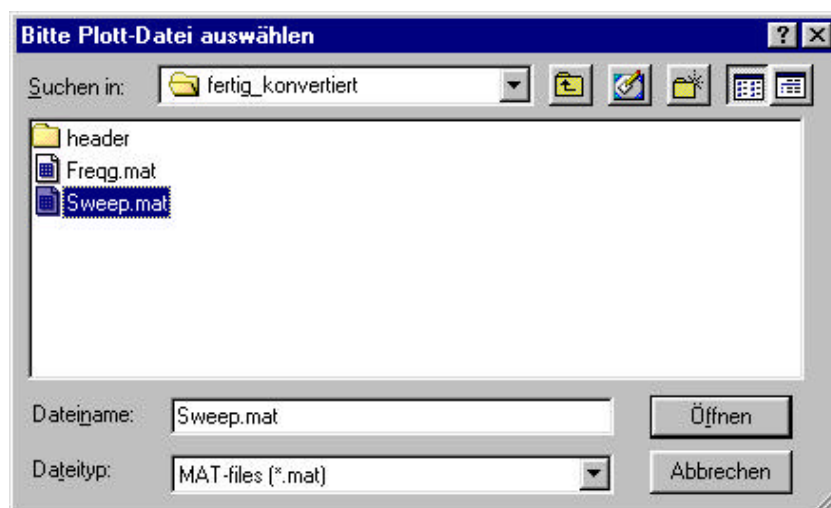 Bitte Plott-Datei auswählen
Suchen in: fertig_konvertiert
header
Freqg.mat
Sweep.mat
Dateiname: Sweep.mat Öffnen
Dateityp: MAT-files (*.mat) Abbrechen